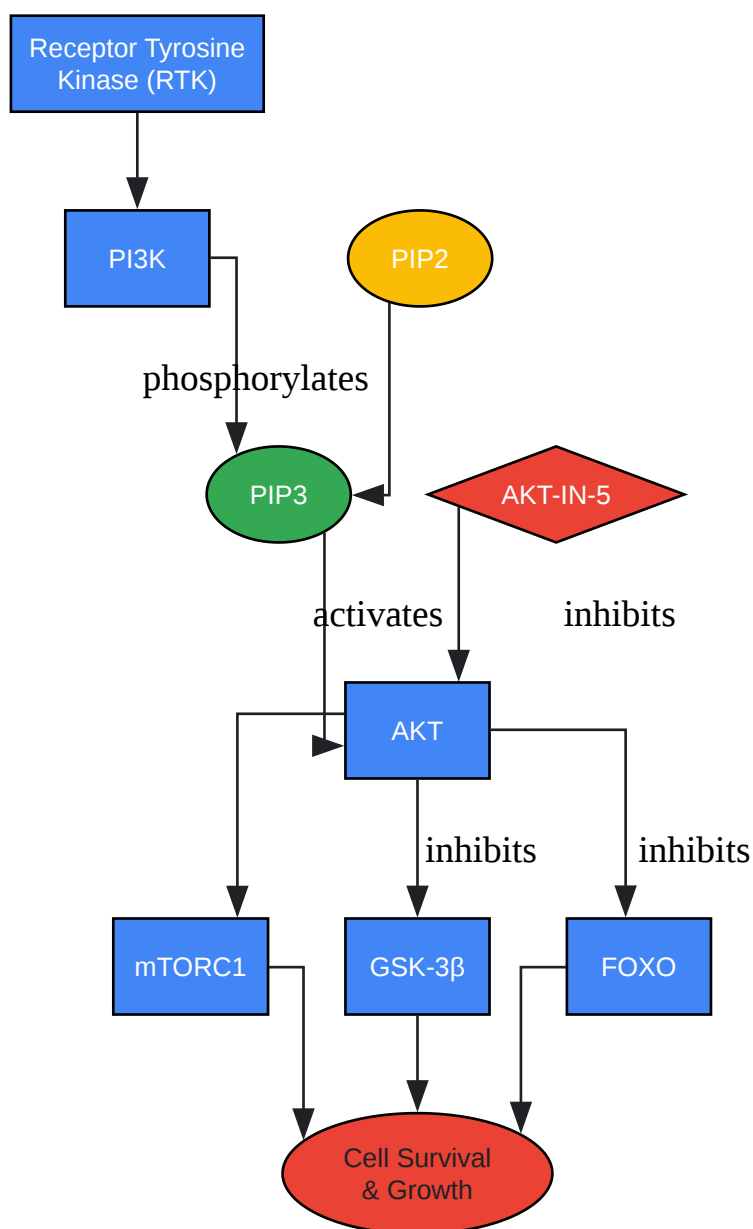 Receptor Tyrosine
Kinase (RTK)
PI3K
PIP2
phosphorylates
PIP3
AKT-IN-5
activates
inhibits
AKT
inhibits
inhibits
mTORC1
GSK-3β
FOXO
Cell Survival
& Growth